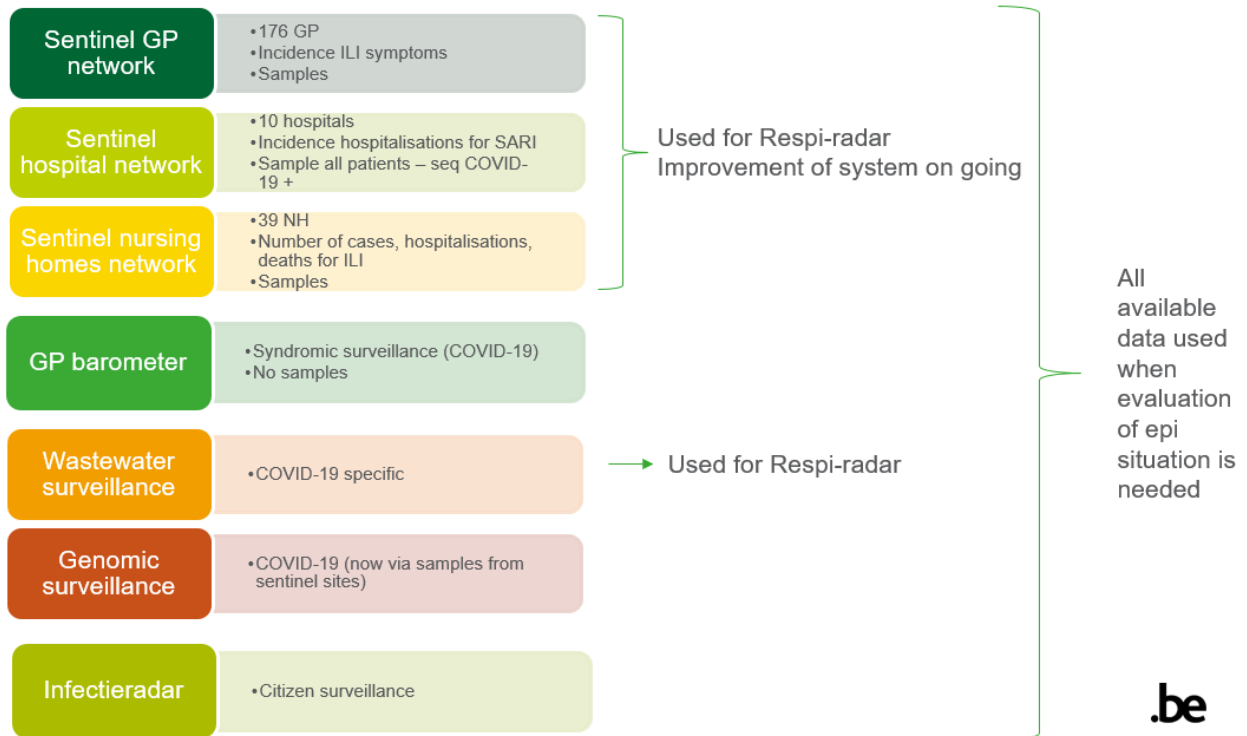 Sentinel GP
network
•176 GP
•Incidence ILI symptoms
•Samples
Sentinel
hospital network
•10 hospitals
•Incidence hospitalisations for SARI
•Sample all patients – seq COVID-
19 +
Sentinel nursing
homes network
•39 NH
•Number of cases, hospitalisations,
deaths for ILI
•Samples
Used for Respi-radar
Improvement of system on going
GP barometer
•Syndromic surveillance (COVID-19)
•No samples
Wastewater
surveillance
•COVID-19 specific
Used for Respi-radar
Genomic
surveillance
•COVID-19 (now via samples from
sentinel sites)
Infectieradar
•Citizen surveillance
All
available
data used
when
evaluation
of epi
situation is
needed
.be